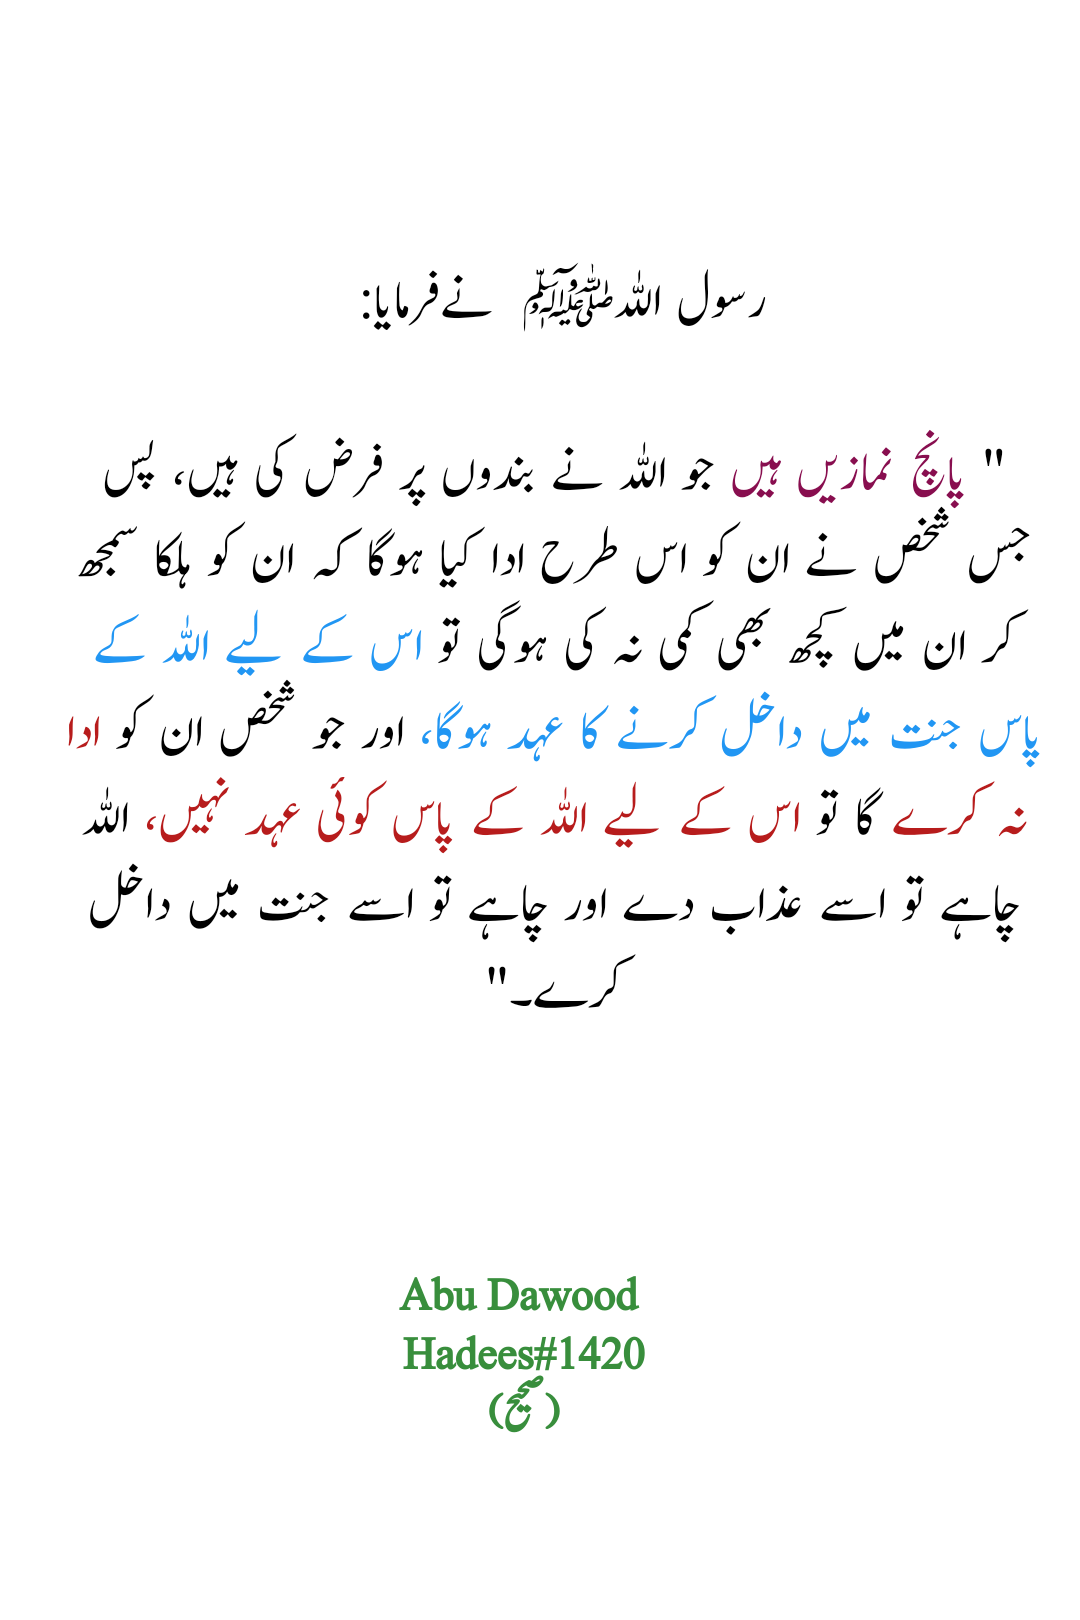 رسول اللہ ﷺ نے فرمایا:
" پانچ نمازیں ہیں جو اللہ نے بندوں پر فرض کی ہیں، پس
جس شخص نے ان کو اس طرح ادا کیا ہوگا کہ ان کو ہلکا سمجھ
کر ان میں کچھ بھی کمی نہ کی ہوگی تو اس کے لیے اللہ کے
پاس جنت میں داخل کرنے کا عہد ہوگا، اور جو شخص ان کو ادا
نہ کرے گا تو اس کے لیے اللہ کے پاس کوئی عہد نہیں، اللہ
چاہے تو اسے عذاب دے اور چاہے تو اسے جنت میں داخل
کرے۔"
Abu Dawood
Hadees#1420
(صحیح)